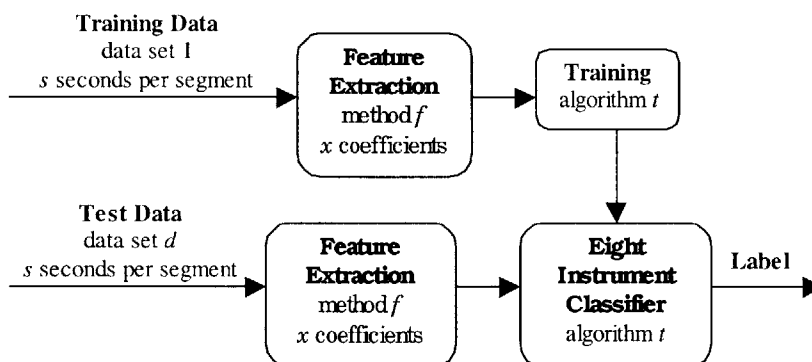 Training Data
data set 1
s seconds per segment
Feature
Extraction
method f
x coefficients
Training
algorithm t
Test Data
data set d
s seconds per segment
Feature
Extraction
method f
x coefficients
Eight
Instrument
Classifier
algorithm t
Label